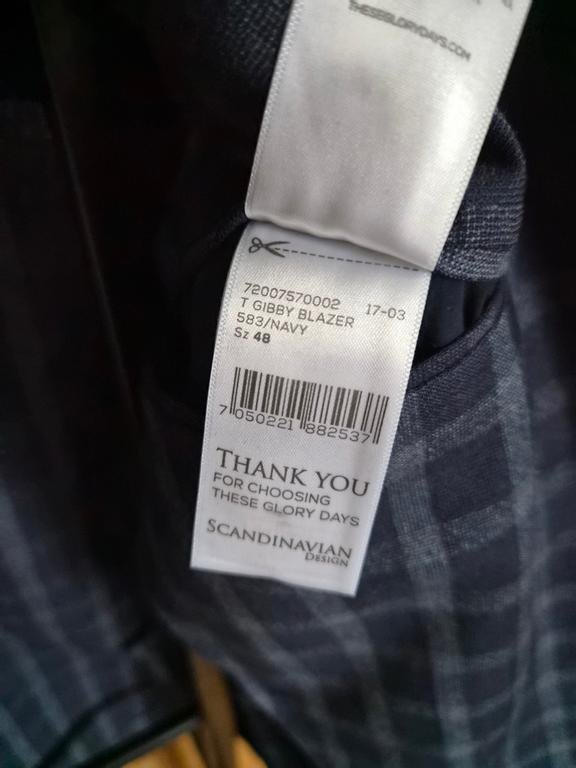 THESEGLORYDAYS.COM
72007570002 17-03
T GIBBY BLAZER
583/NAVY
Sz 48
7 050221 882537
THANK YOU
FOR CHOOSING
THESE GLORY DAYS
SCANDINAVIAN
DESIGN